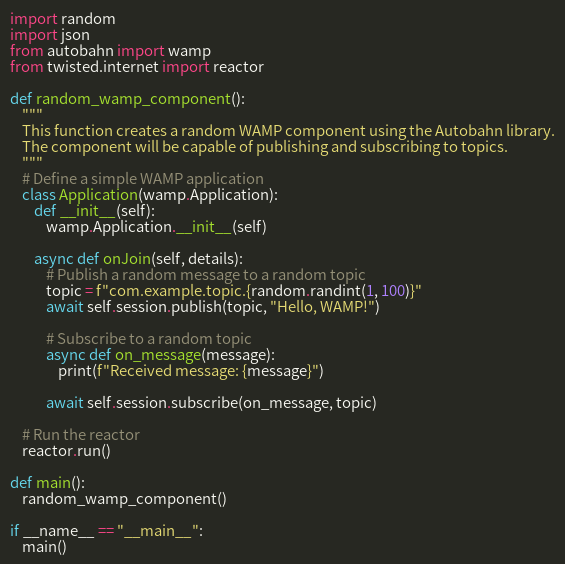 import random
import json
from autobahn import wamp
from twisted.internet import reactor

def random_wamp_component():
    """
    This function creates a random WAMP component using the Autobahn library.
    The component will be capable of publishing and subscribing to topics.
    """
    # Define a simple WAMP application
    class Application(wamp.Application):
        def __init__(self):
            wamp.Application.__init__(self)

        async def onJoin(self, details):
            # Publish a random message to a random topic
            topic = f"com.example.topic.{random.randint(1, 100)}"
            await self.session.publish(topic, "Hello, WAMP!")

            # Subscribe to a random topic
            async def on_message(message):
                print(f"Received message: {message}")

            await self.session.subscribe(on_message, topic)

    # Run the reactor
    reactor.run()

def main():
    random_wamp_component()

if __name__ == "__main__":
    main()